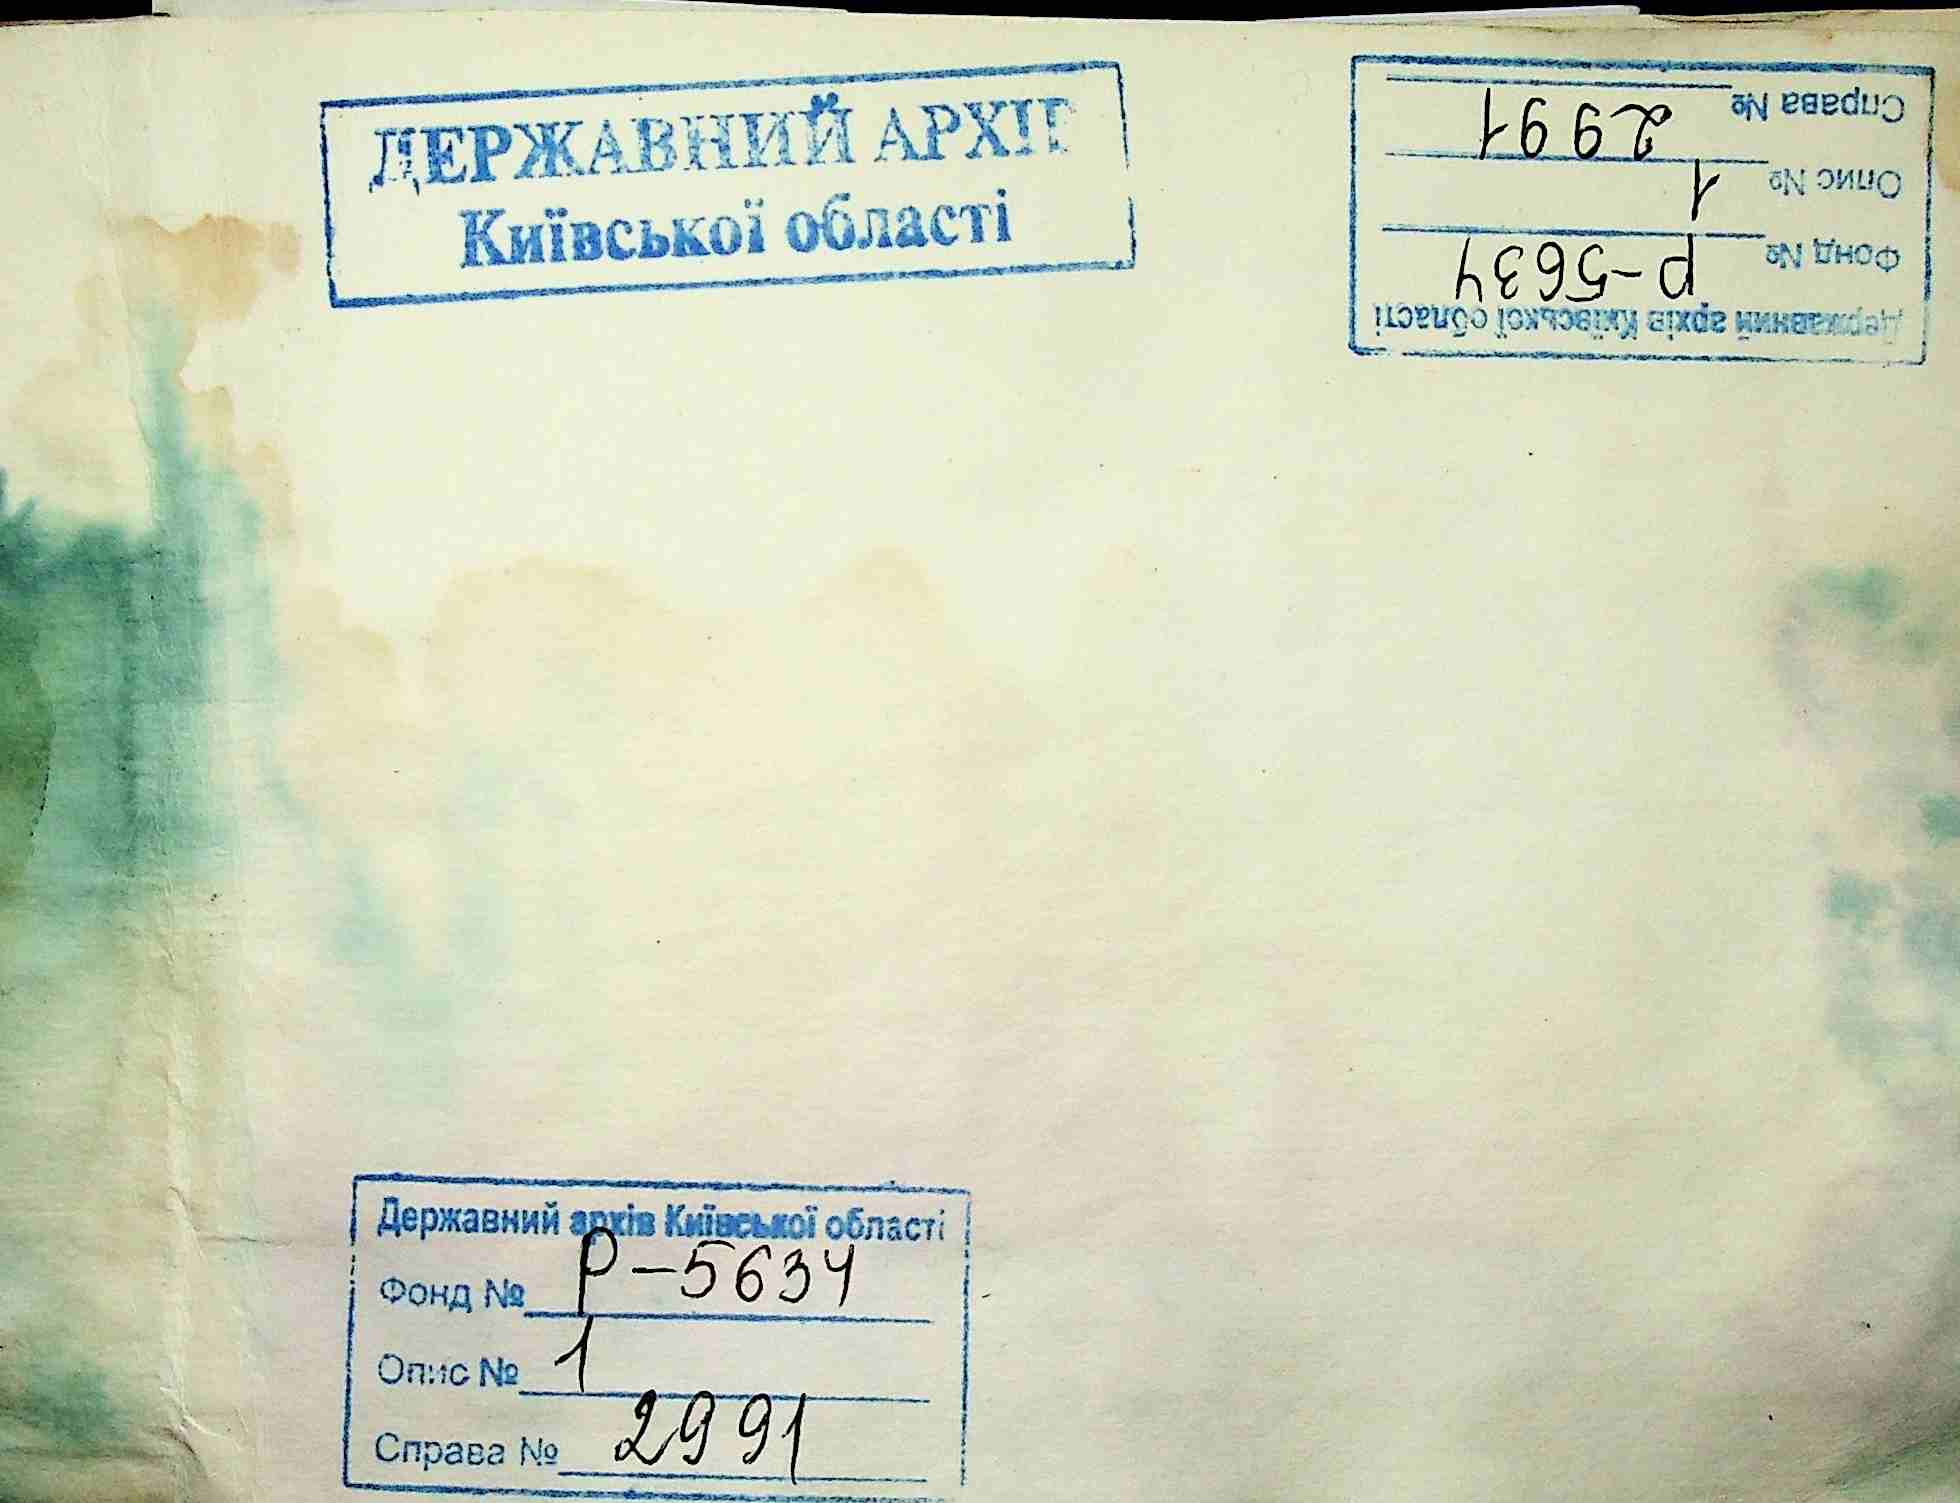 ДЕРЖАВНИЙ АРХІВ
Київської області
Державний архів Київської області
Фонд № Р-5634
Опис № 1
Справа № 2991
Державний архів Київської області
Фонд № Р-5634
Опис № 1
Справа № 2991